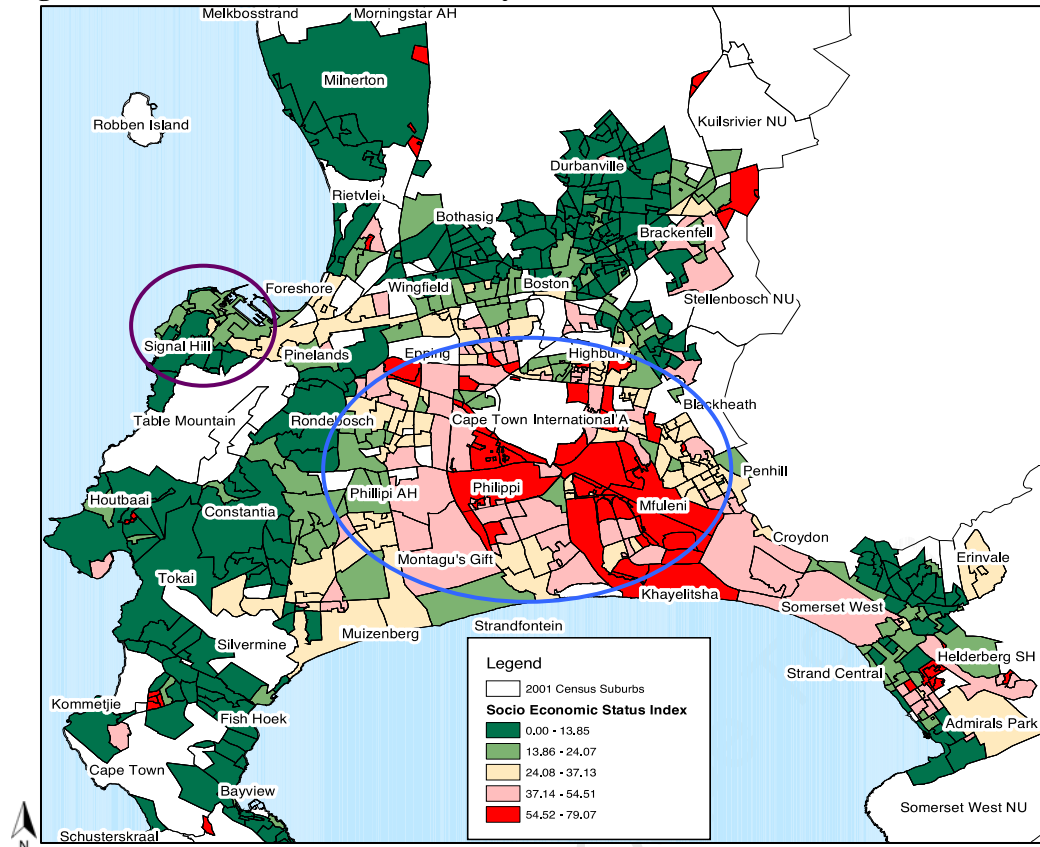 Melkbosstrand
Morningstar AH
Milnerton
Robben Island
Kuilsrivier NU
Durbanville
Rietvlei
Bothasig
Brackenfell
Foreshore
Wingfield
Boston
Stellenbosch NU
Signal Hill
Pinelands
Epping
Highbury
Blackheath
Table Mountain
Rondebosch
Cape Town International A
Penhill
Houtbaai
Constantia
Phillipi AH
Philippi
Mfuleni
Croydon
Erinvale
Montagu's Gift
Tokai
Khayelitsha
Somerset West
Muizenberg
Strandfontein
Silvermine
Helderberg SH
Strand Central
Kommetjie
Fish Hoek
Admirals Park
Cape Town
Bayview
Somerset West NU
Schusterskraal
N
Legend
2001 Census Suburbs
Socio Economic Status Index
0.00 - 13.85
13.86 - 24.07
24.08 - 37.13
37.14 - 54.51
54.52 - 79.07